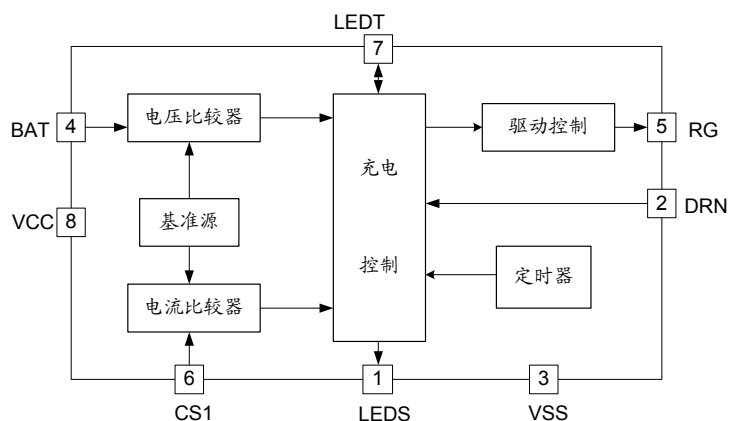 LEDT
7
BAT
4
电压比较器
驱动控制
5
RG
充电
2
DRN
VCC
8
基准源
控制
定时器
电流比较器
6
1
3
CS1
LEDS
VSS